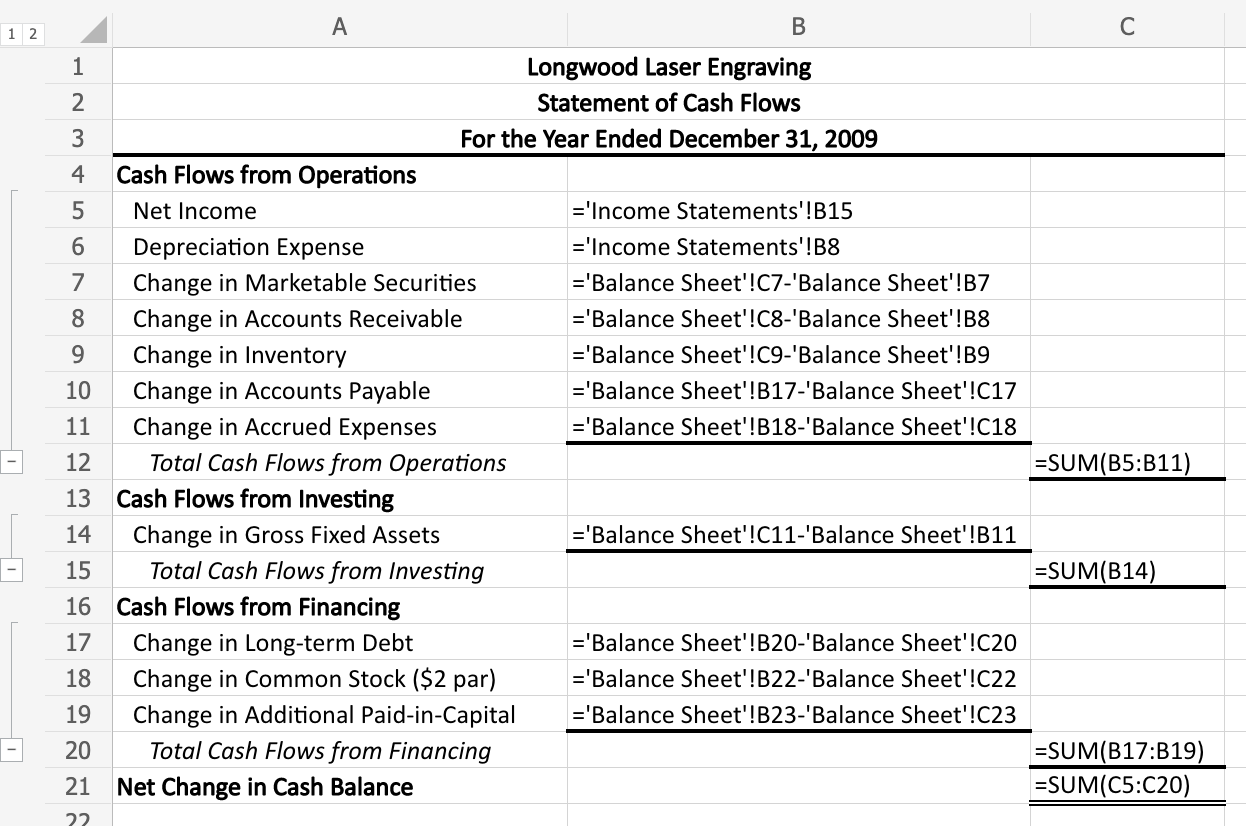 1 2 A B C
1 Longwood Laser Engraving
2 Statement of Cash Flows
3 For the Year Ended December 31, 2009
4 Cash Flows from Operations
5 Net Income ='Income Statements'!B15
6 Depreciation Expense ='Income Statements'!B8
7 Change in Marketable Securities ='Balance Sheet'!C7-'Balance Sheet'!B7
8 Change in Accounts Receivable ='Balance Sheet'!C8-'Balance Sheet'!B8
9 Change in Inventory ='Balance Sheet'!C9-'Balance Sheet'!B9
10 Change in Accounts Payable ='Balance Sheet'!B17-'Balance Sheet'!C17
11 Change in Accrued Expenses ='Balance Sheet'!B18-'Balance Sheet'!C18
12 Total Cash Flows from Operations =SUM(B5:B11)
13 Cash Flows from Investing
14 Change in Gross Fixed Assets ='Balance Sheet'!C11-'Balance Sheet'!B11
15 Total Cash Flows from Investing =SUM(B14)
16 Cash Flows from Financing
17 Change in Long-term Debt ='Balance Sheet'!B20-'Balance Sheet'!C20
18 Change in Common Stock ($2 par) ='Balance Sheet'!B22-'Balance Sheet'!C22
19 Change in Additional Paid-in-Capital ='Balance Sheet'!B23-'Balance Sheet'!C23
20 Total Cash Flows from Financing =SUM(B17:B19)
21 Net Change in Cash Balance =SUM(C5:C20)
22